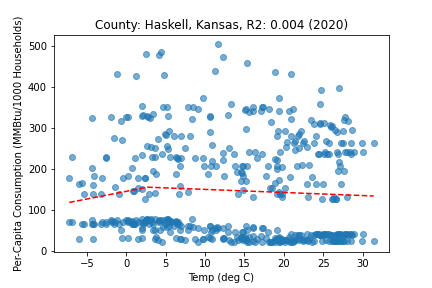 County: Haskell, Kansas, R2: 0.004 (2020)
Per-Capita Consumption (MMBtu/1000 Households)
500
400
300
200
100
0
−5 0 5 10 15 20 25 30
Temp (deg C)